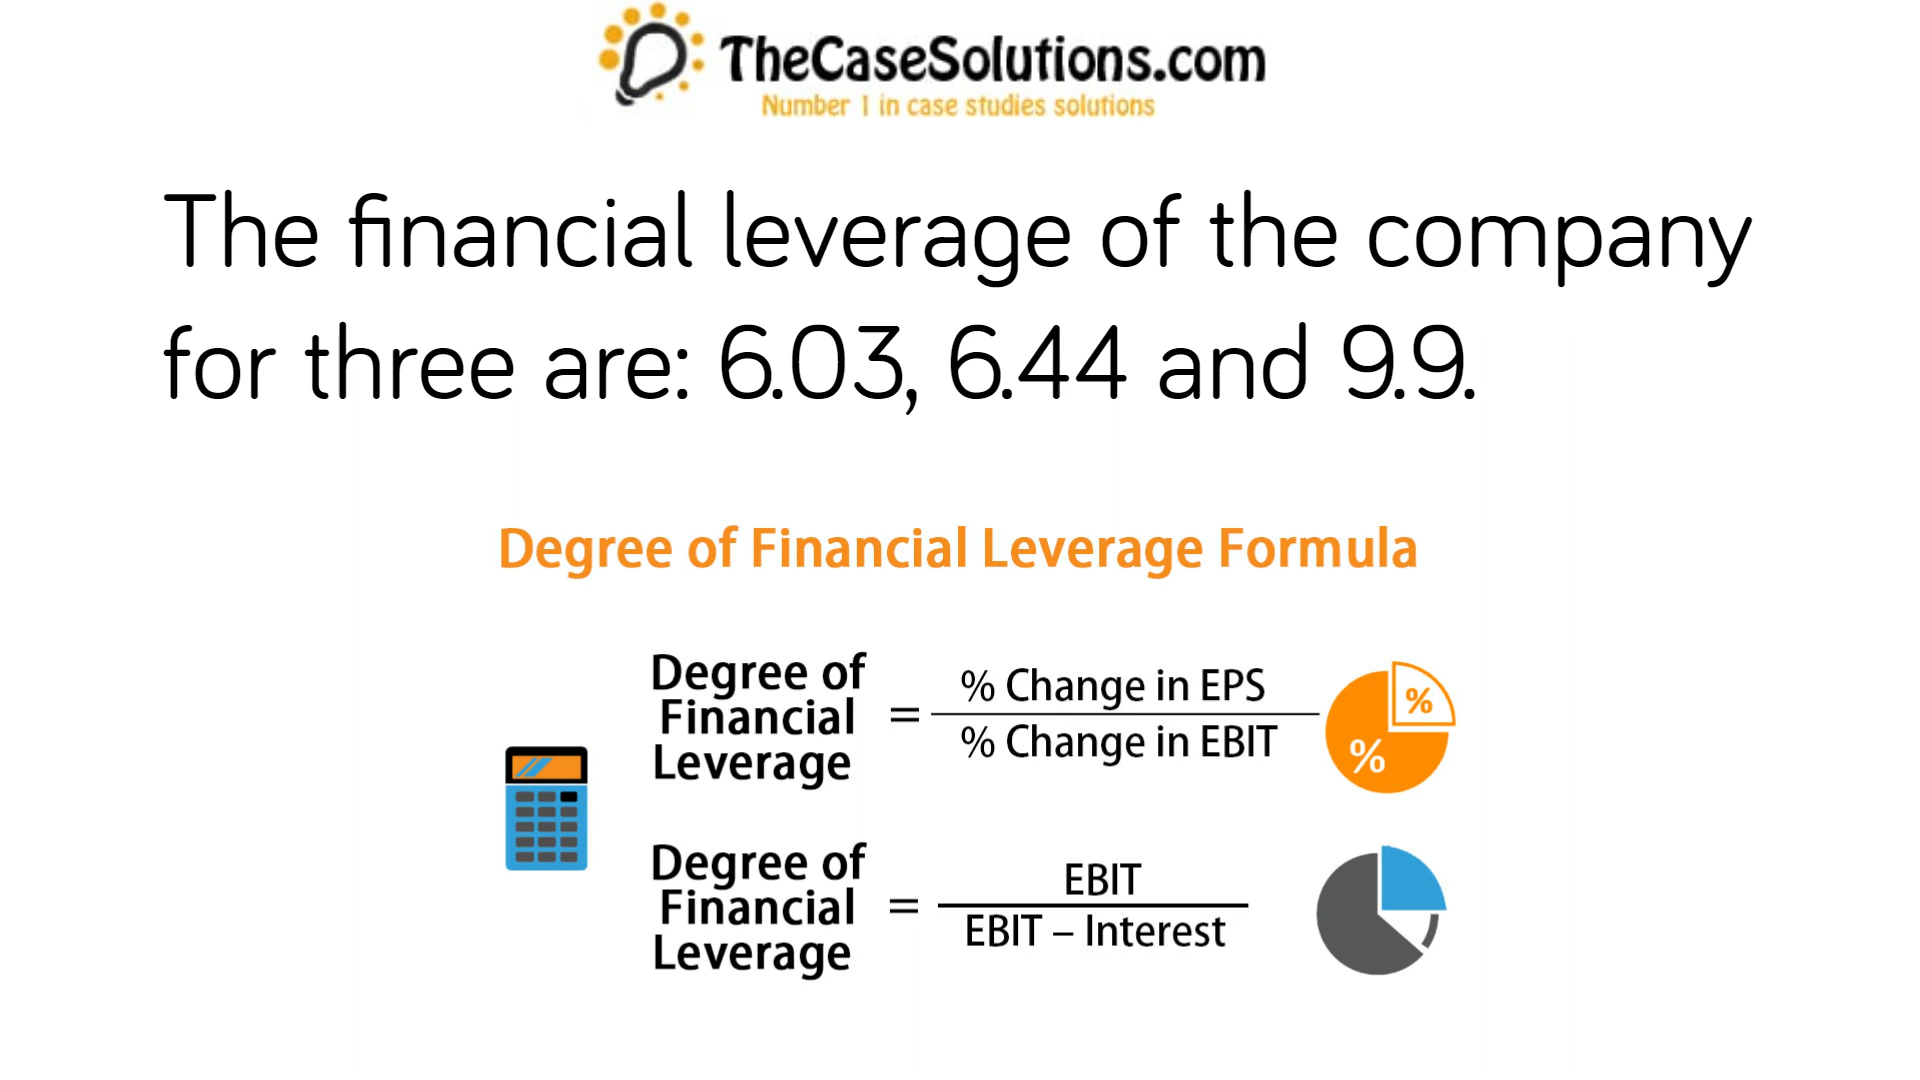 TheCaseSolutions.com
Number 1 in case studies solutions
The financial leverage of the company
for three are: 6.03, 6.44 and 9.9.
Degree of Financial Leverage Formula
Degree of
Financial
Leverage
=
% Change in EPS
% Change in EBIT
%
%
Degree of
Financial
Leverage
=
EBIT
EBIT – Interest